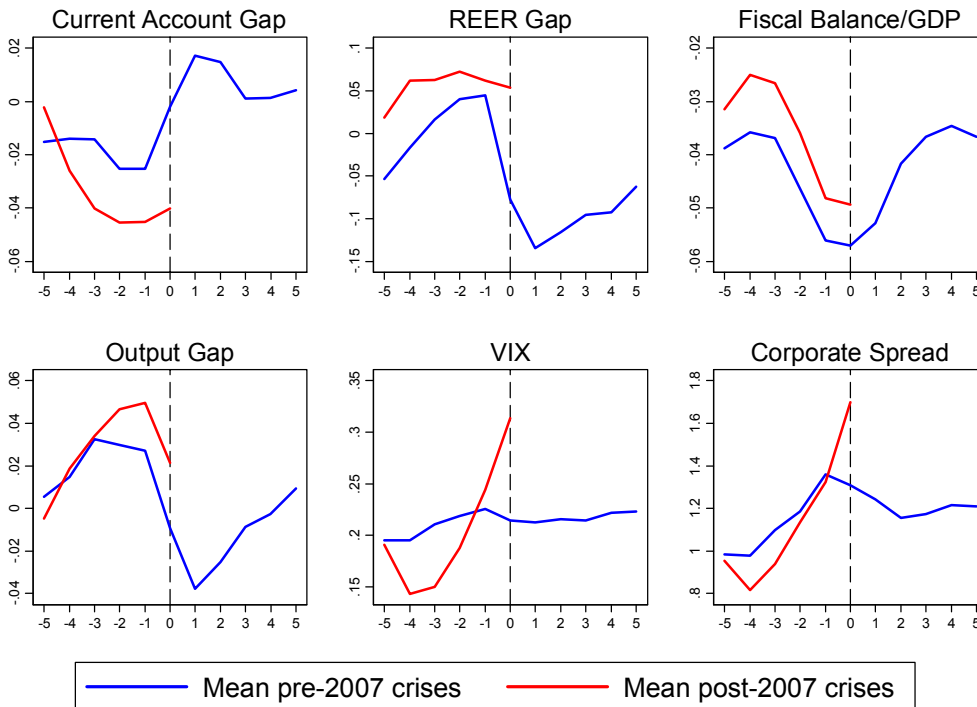 Current Account Gap
REER Gap
Fiscal Balance/GDP
.02
0
-.02
-.04
-.06
-5 -4 -3 -2 -1 0 1 2 3 4 5
.1
.05
0
-.05
-.1
-.15
-5 -4 -3 -2 -1 0 1 2 3 4 5
-.02
-.03
-.04
-.05
-.06
-5 -4 -3 -2 -1 0 1 2 3 4 5
Output Gap
VIX
Corporate Spread
.06
.04
.02
0
-.02
-.04
-5 -4 -3 -2 -1 0 1 2 3 4 5
.35
.3
.25
.2
.15
-5 -4 -3 -2 -1 0 1 2 3 4 5
1.8
1.6
1.4
1.2
1
.8
-5 -4 -3 -2 -1 0 1 2 3 4 5
Mean pre-2007 crises
Mean post-2007 crises